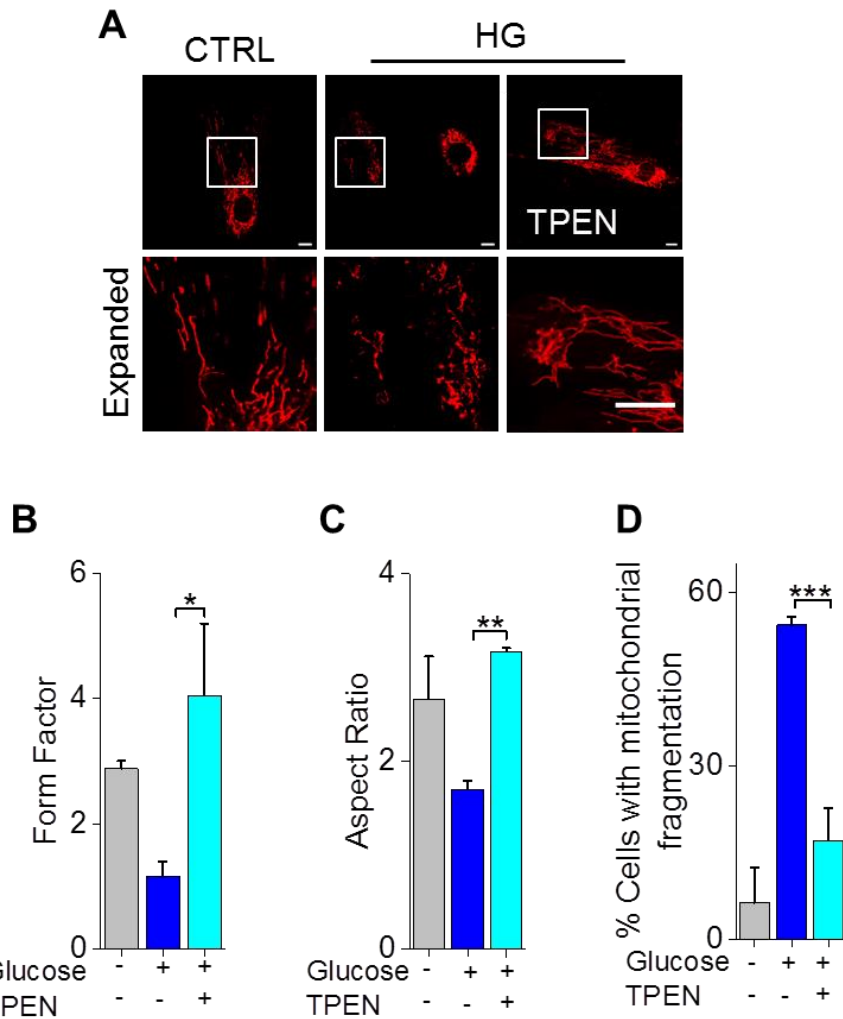 A
CTRL
HG
TPEN
Expanded
B
Form Factor
6
4
2
0
*
Glucose - + +
TPEN - - +
C
Aspect Ratio
4
2
0
**
Glucose - + +
TPEN - - +
D
% Cells with mitochondrial
fragmentation
60
30
0
***
Glucose - + +
TPEN - - +